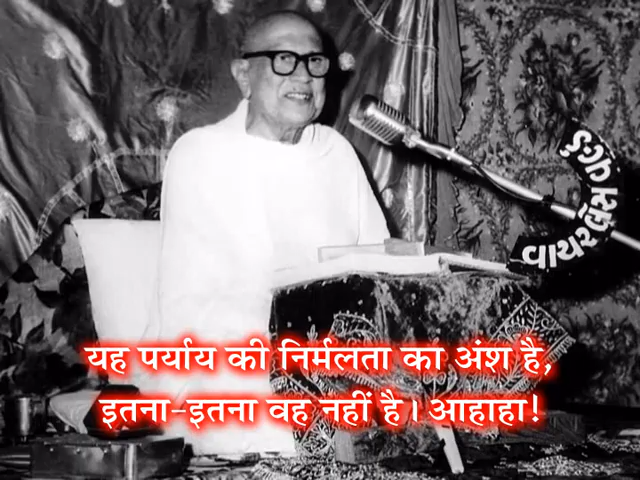 વાયરલૅસ
यह पर्याय की निर्मलता का अंश है,
इतना-इतना वह नहीं है। आहाहा!